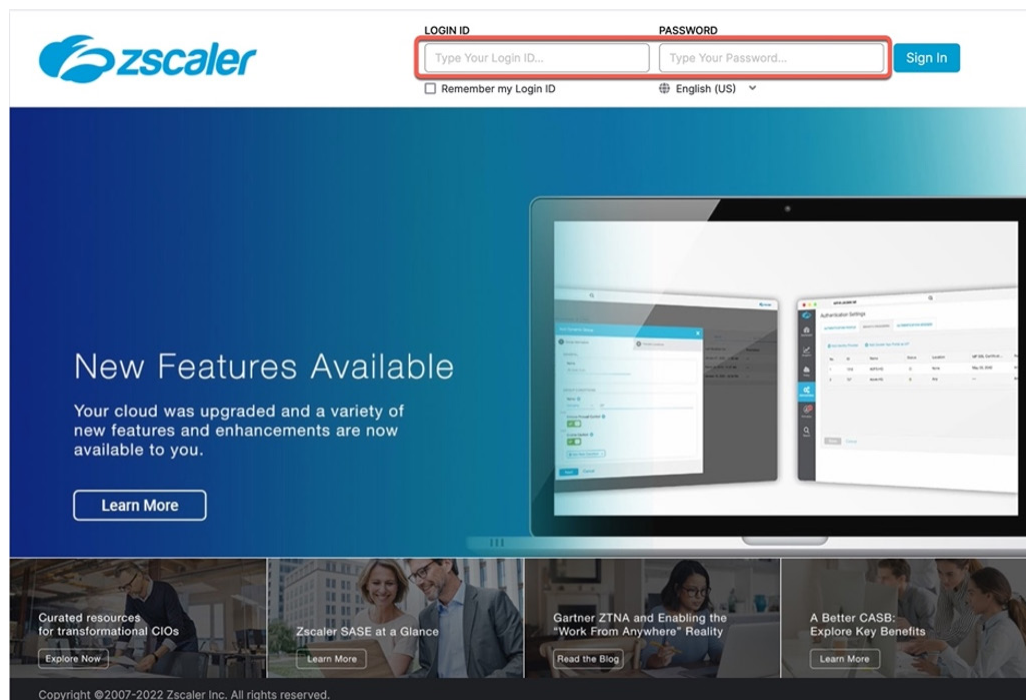 LOGIN ID
PASSWORD
zscaler
Type Your Login ID...
Type Your Password...
Sign In
Remember my Login ID
English (US)
New Features Available
Your cloud was upgraded and a variety of
new features and enhancements are now
available to you.
Learn More
Authentication Settings
Curated resources
for transformational CIOs
Explore Now
Zscaler SASE at a Glance
Learn More
Gartner ZTNA and Enabling the
“Work From Anywhere” Reality
Read the Blog
A Better CASB:
Explore Key Benefits
Learn More
Copyright ©2007-2022 Zscaler Inc. All rights reserved.